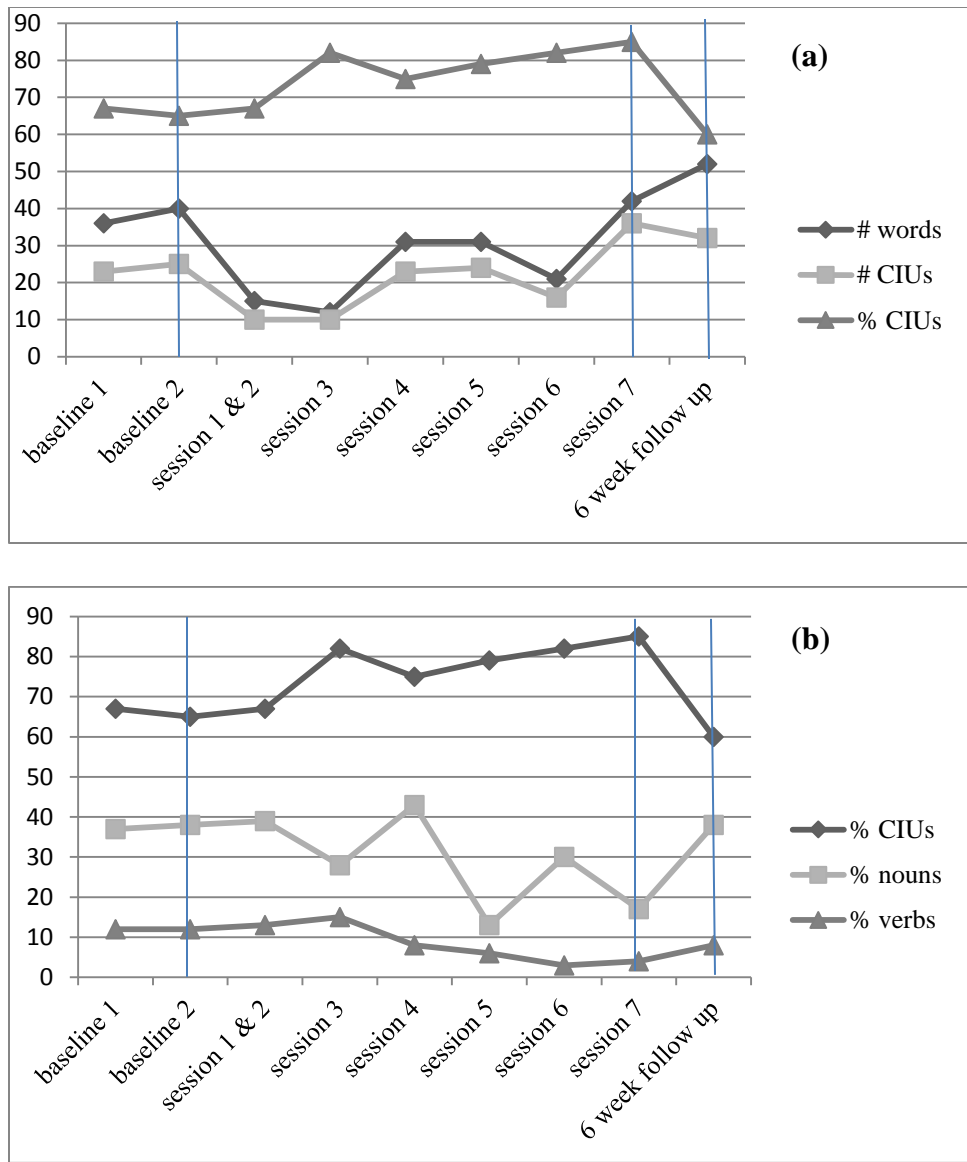 (a)
90
80
70
60
50
40
30
20
10
0
baseline 1
baseline 2
session 1 & 2
session 3
session 4
session 5
session 6
session 7
6 week follow up
# words
# CIUs
% CIUs
(b)
90
80
70
60
50
40
30
20
10
0
baseline 1
baseline 2
session 1 & 2
session 3
session 4
session 5
session 6
session 7
6 week follow up
% CIUs
% nouns
% verbs